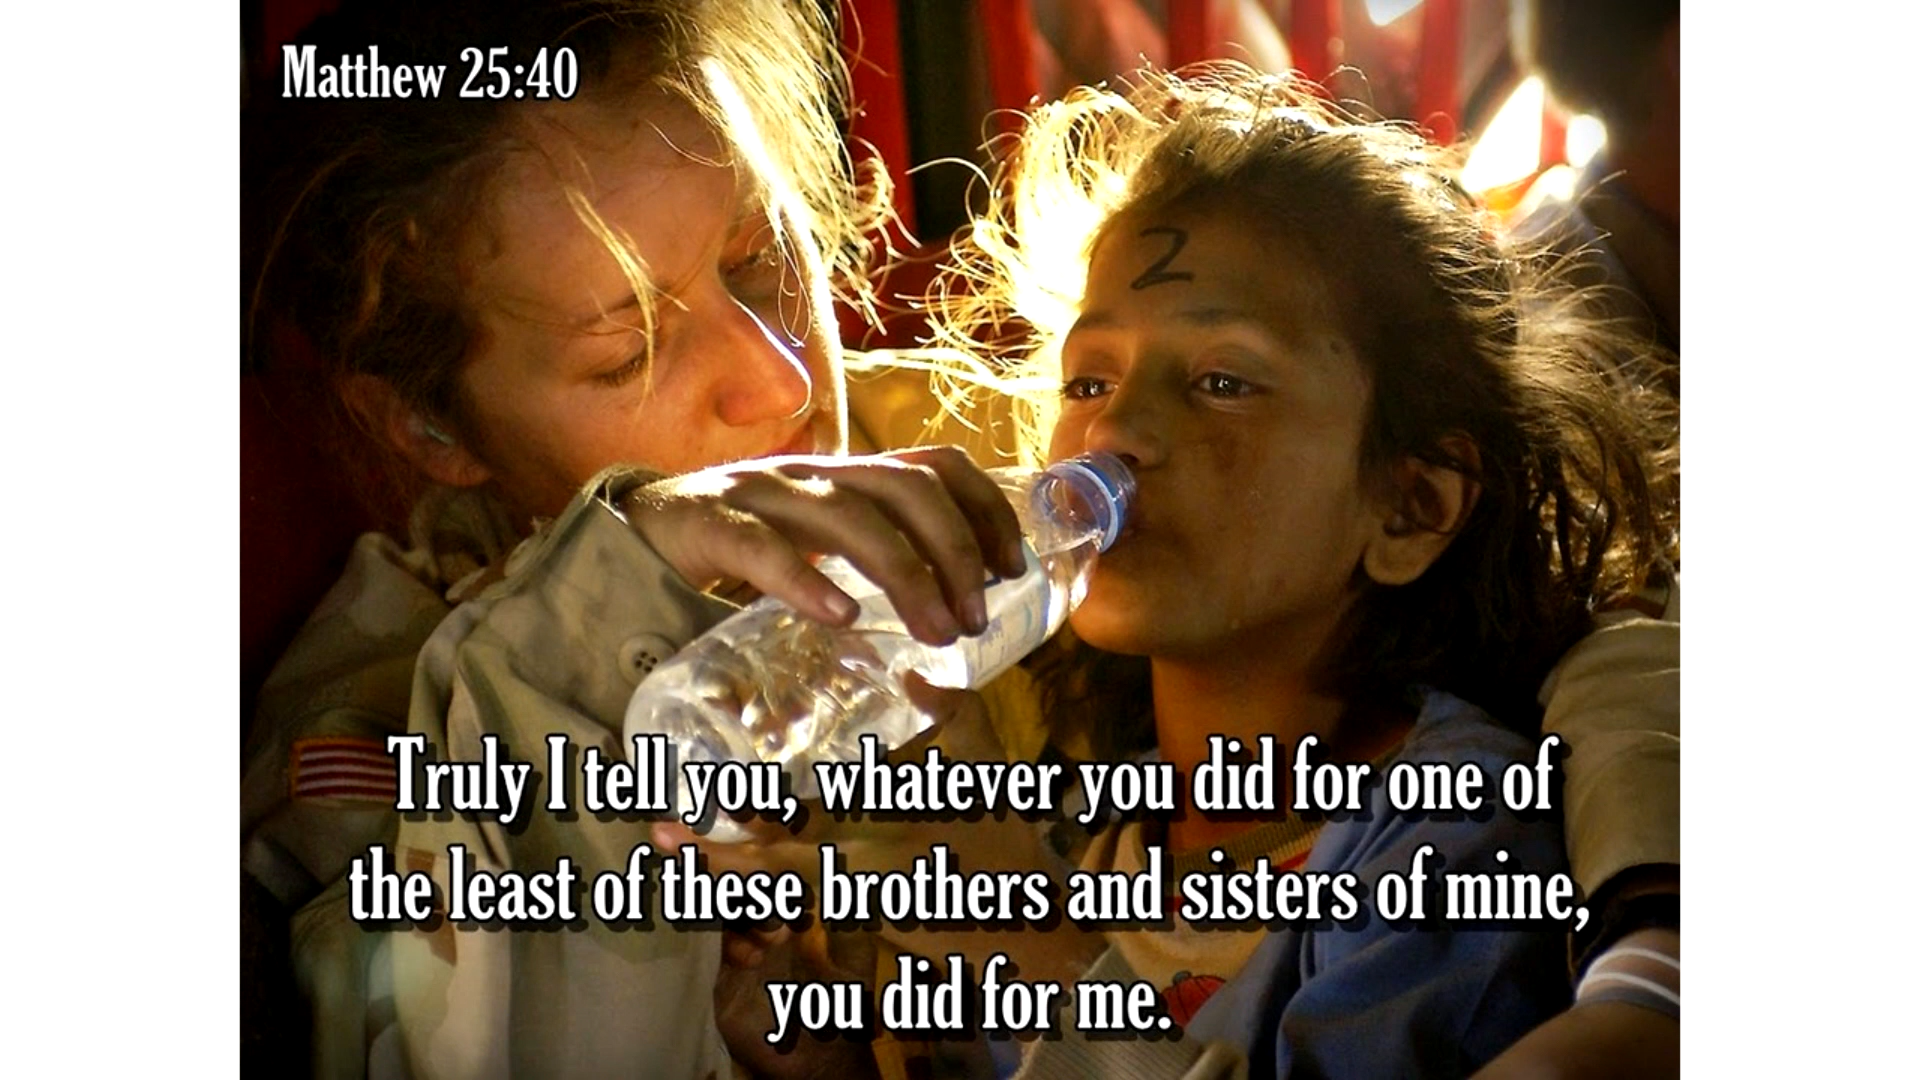 Matthew 25:40
2
Truly I tell you, whatever you did for one of
the least of these brothers and sisters of mine,
you did for me.